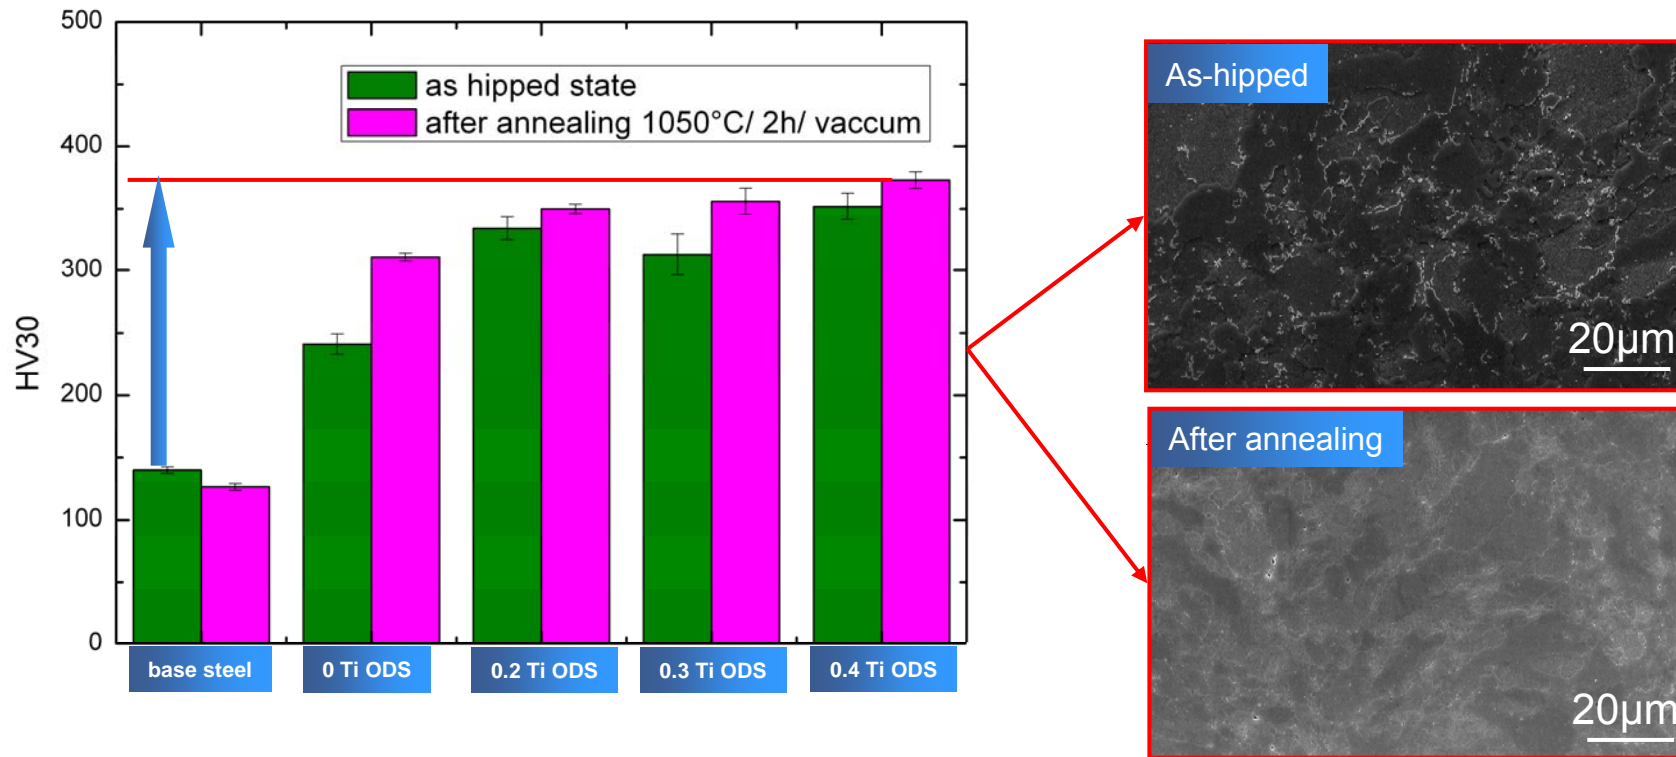 500
400
300
200
100
0
HV30
as hipped state
after annealing 1050°C/ 2h/ vaccum
base steel
0 Ti ODS
0.2 Ti ODS
0.3 Ti ODS
0.4 Ti ODS
As-hipped
20µm
After annealing
20µm